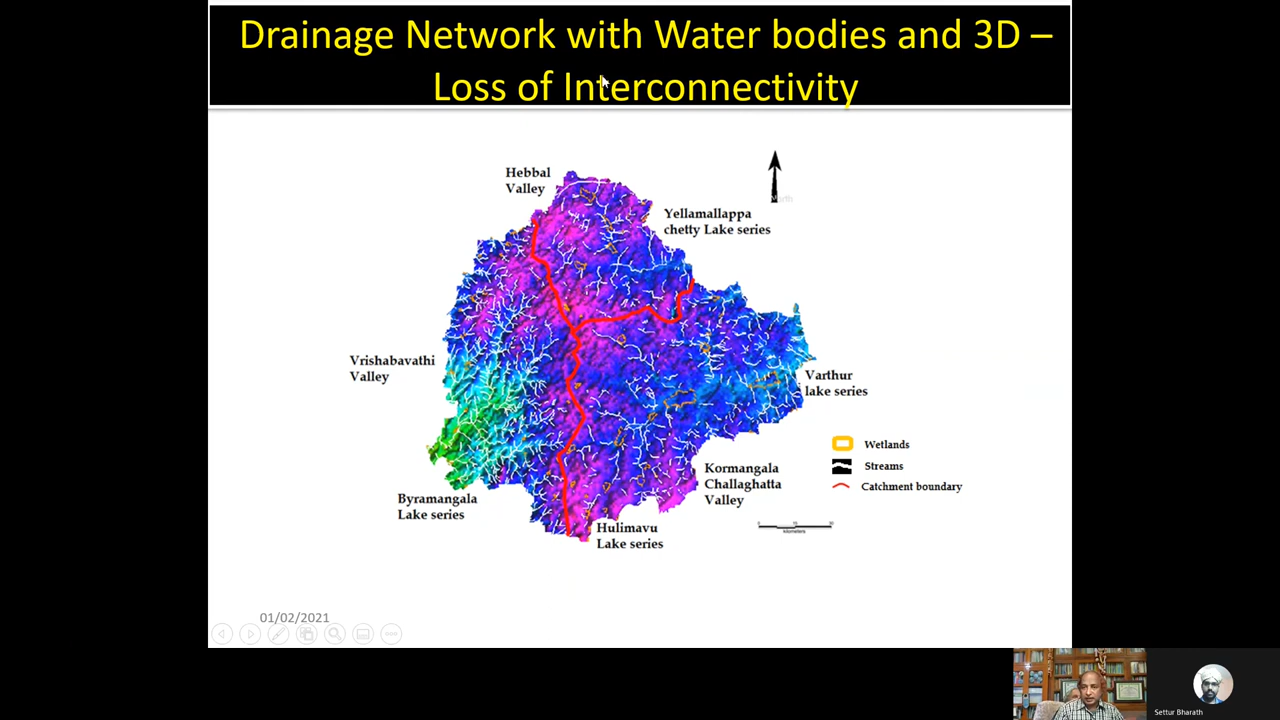 Drainage Network with Water bodies and 3D –
Loss of Interconnectivity
Hebbal
Valley
North
Yellamallappa
chetty Lake series
Vrishabavathi
Valley
Varthur
lake series
Wetlands
Streams
Catchment boundary
Kormangala
Challaghatta
Valley
Byramangala
Lake series
Hulimavu
Lake series
kilometers
01/02/2021
Settur Bharath